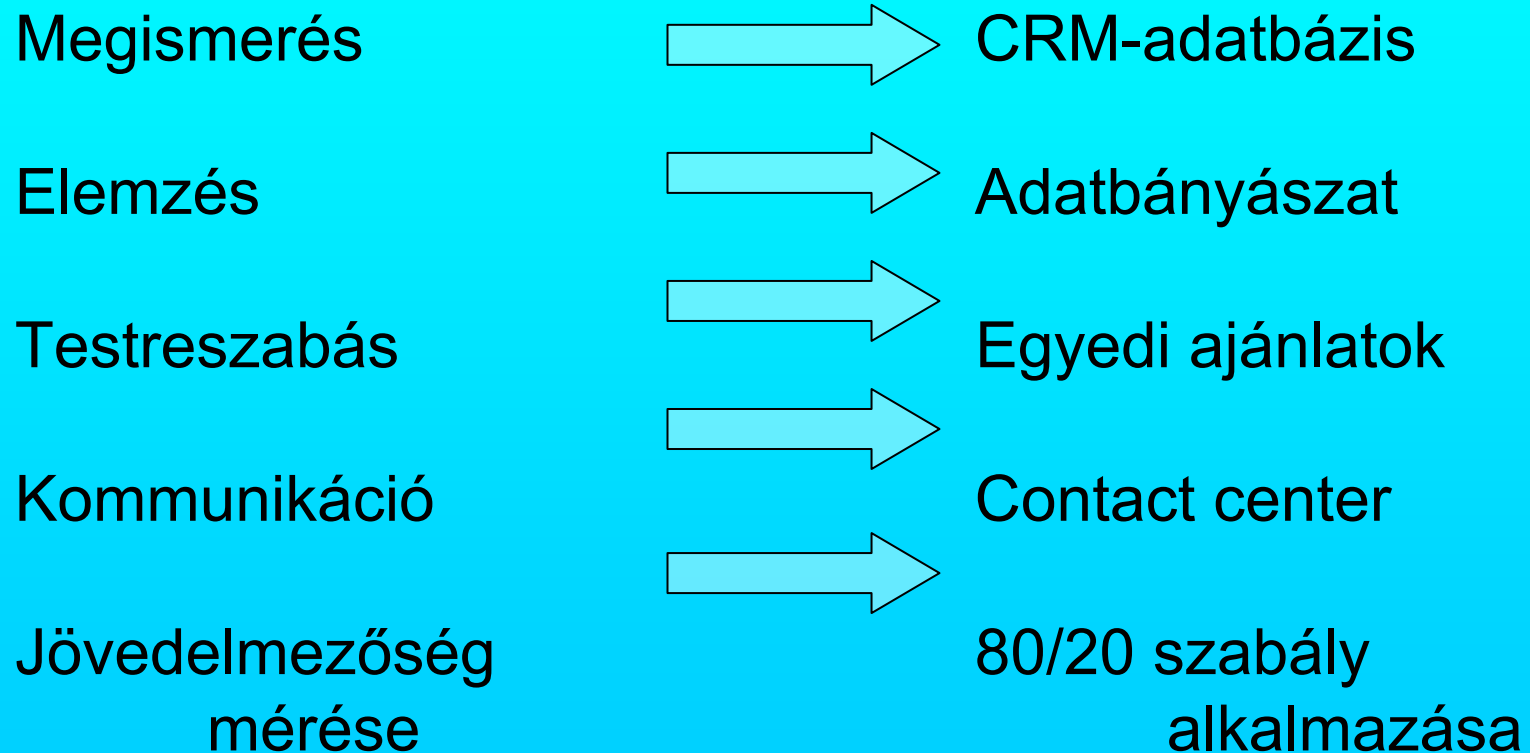 Megismerés CRM-adatbázis
Elemzés Adatbányászat
Testreszabás Egyedi ajánlatok
Kommunikáció Contact center
Jövedelmezőség 80/20 szabály
mérése alkalmazása